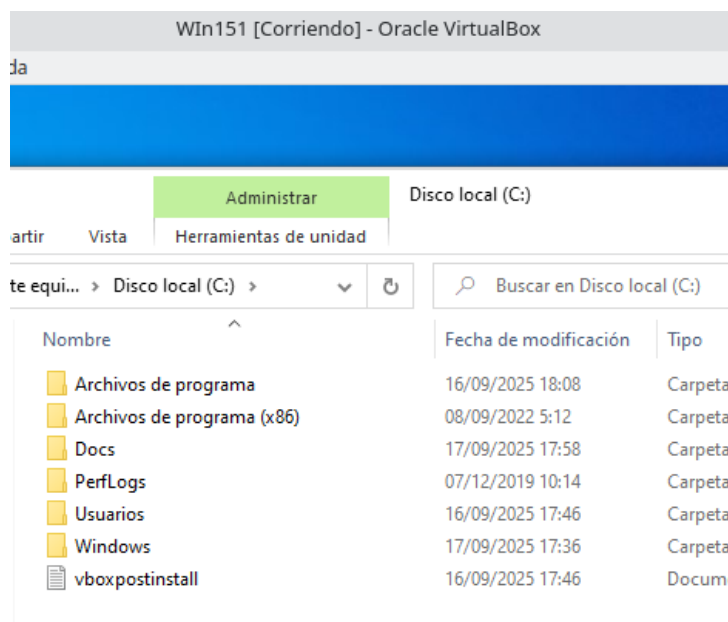 WIn151 [Corriendo] - Oracle VirtualBox
da
Administrar
Disco local (C:)
artir Vista Herramientas de unidad
te equi... > Disco local (C:) > Buscar en Disco local (C:)
Nombre Fecha de modificación Tipo
Archivos de programa 16/09/2025 18:08 Carpeta
Archivos de programa (x86) 08/09/2022 5:12 Carpeta
Docs 17/09/2025 17:58 Carpeta
PerfLogs 07/12/2019 10:14 Carpeta
Usuarios 16/09/2025 17:46 Carpeta
Windows 17/09/2025 17:36 Carpeta
vboxpostinstall 16/09/2025 17:46 Docum